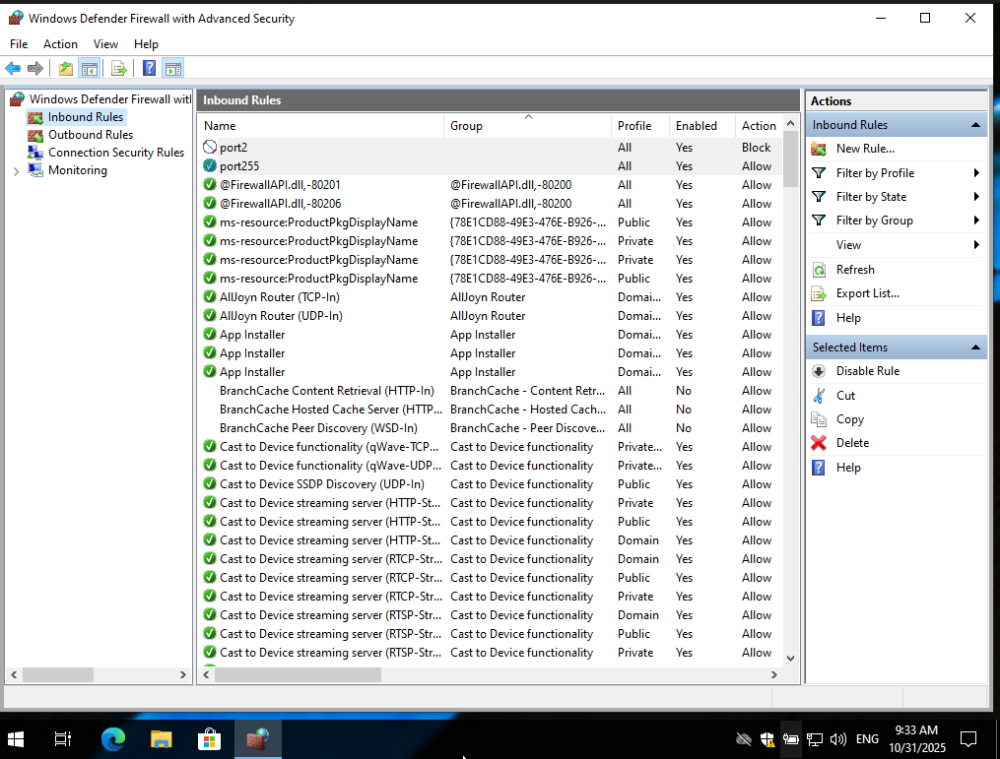 Windows Defender Firewall with Advanced Security
File Action View Help
Windows Defender Firewall wit
Inbound Rules
Outbound Rules
Connection Security Rules
Monitoring
Inbound Rules
Name Group Profile Enabled Action
port2 All Yes Block
port255 All Yes Allow
@FirewallAPI.dll,-80201 @FirewallAPI.dll,-80200 All Yes Allow
@FirewallAPI.dll,-80206 @FirewallAPI.dll,-80200 All Yes Allow
ms-resource:ProductPkgDisplayName {78E1CD88-49E3-476E-B926-... Public Yes Allow
ms-resource:ProductPkgDisplayName {78E1CD88-49E3-476E-B926-... Private Yes Allow
ms-resource:ProductPkgDisplayName {78E1CD88-49E3-476E-B926-... Private Yes Allow
ms-resource:ProductPkgDisplayName {78E1CD88-49E3-476E-B926-... Public Yes Allow
AllJoyn Router (TCP-In) AllJoyn Router Domai... Yes Allow
AllJoyn Router (UDP-In) AllJoyn Router Domai... Yes Allow
App Installer App Installer Domai... Yes Allow
App Installer App Installer Domai... Yes Allow
App Installer App Installer Domai... Yes Allow
BranchCache Content Retrieval (HTTP-In) BranchCache - Content Retr... All No Allow
BranchCache Hosted Cache Server (HTTP... BranchCache - Hosted Cach... All No Allow
BranchCache Peer Discovery (WSD-In) BranchCache - Peer Discove... All No Allow
Cast to Device functionality (qWave-TCP... Cast to Device functionality Private... Yes Allow
Cast to Device functionality (qWave-UDP... Cast to Device functionality Private... Yes Allow
Cast to Device SSDP Discovery (UDP-In) Cast to Device functionality Public Yes Allow
Cast to Device streaming server (HTTP-St... Cast to Device functionality Private Yes Allow
Cast to Device streaming server (HTTP-St... Cast to Device functionality Public Yes Allow
Cast to Device streaming server (HTTP-St... Cast to Device functionality Domain Yes Allow
Cast to Device streaming server (RTCP-Str... Cast to Device functionality Domain Yes Allow
Cast to Device streaming server (RTCP-Str... Cast to Device functionality Public Yes Allow
Cast to Device streaming server (RTCP-Str... Cast to Device functionality Private Yes Allow
Cast to Device streaming server (RTSP-Str... Cast to Device functionality Domain Yes Allow
Cast to Device streaming server (RTSP-Str... Cast to Device functionality Public Yes Allow
Cast to Device streaming server (RTSP-Str... Cast to Device functionality Private Yes Allow
Actions
Inbound Rules
New Rule...
Filter by Profile
Filter by State
Filter by Group
View
Refresh
Export List...
Help
Selected Items
Disable Rule
Cut
Copy
Delete
Help
ENG
9:33 AM
10/31/2025